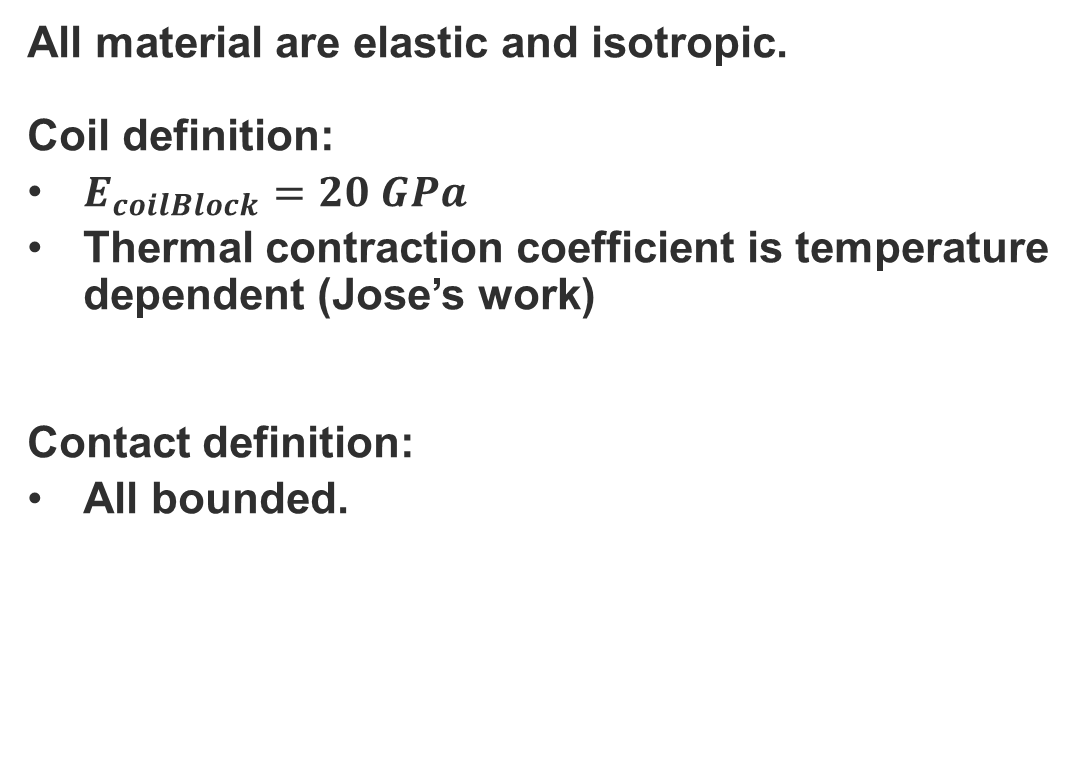 All material are elastic and isotropic.
Coil definition:
• E_coilBlock = 20 GPa
• Thermal contraction coefficient is temperature
dependent (Jose’s work)
Contact definition:
• All bounded.